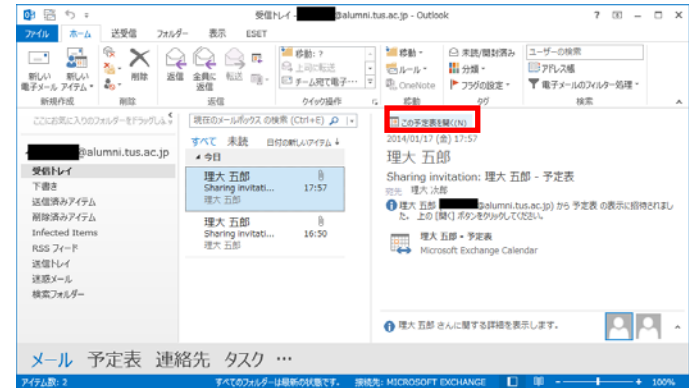 受信トレイ - @alumni.tus.ac.jp - Outlook
ファイル ホーム 送受信 フォルダー 表示 ESET
新しい 電子メール
新しい アイテム
削除
返信
全員に 返信
転送
移動: ?
上司に転送
チーム宛て電子…
移動
ルール
OneNote
未読/開封済み
分類
フラグの設定
ユーザーの検索
アドレス帳
電子メールのフィルター処理
新規作成 削除 返信 クイック操作 移動 タグ 検索
ここにお気に入りのフォルダーをドラッグしま
@alumni.tus.ac.jp
受信トレイ
下書き
送信済みアイテム
削除済みアイテム
Infected Items
RSS フィード
送信トレイ
迷惑メール
検索フォルダー
現在のメールボックス の検索 (Ctrl+E)
すべて 未読 日付の新しいアイテム
今日
理大 五郎
Sharing invitati... 17:57
理大 五郎
理大 五郎
Sharing invitati... 16:50
理大 五郎
この予定表を開く(N)
2014/01/17 (金) 17:57
理大 五郎
Sharing invitation: 理大 五郎 - 予定表
宛先 理大 次郎
理大 五郎 @alumni.tus.ac.jp) から 予定表 の表示に招待されまし
た。 上の [開く] ボタンをクリックしてください。
理大 五郎 - 予定表
Microsoft Exchange Calendar
理大 五郎 さんに関する詳細を表示します。
メール 予定表 連絡先 タスク …
アイテム数: 2 すべてのフォルダーは最新の状態です。 接続先: MICROSOFT EXCHANGE 100%